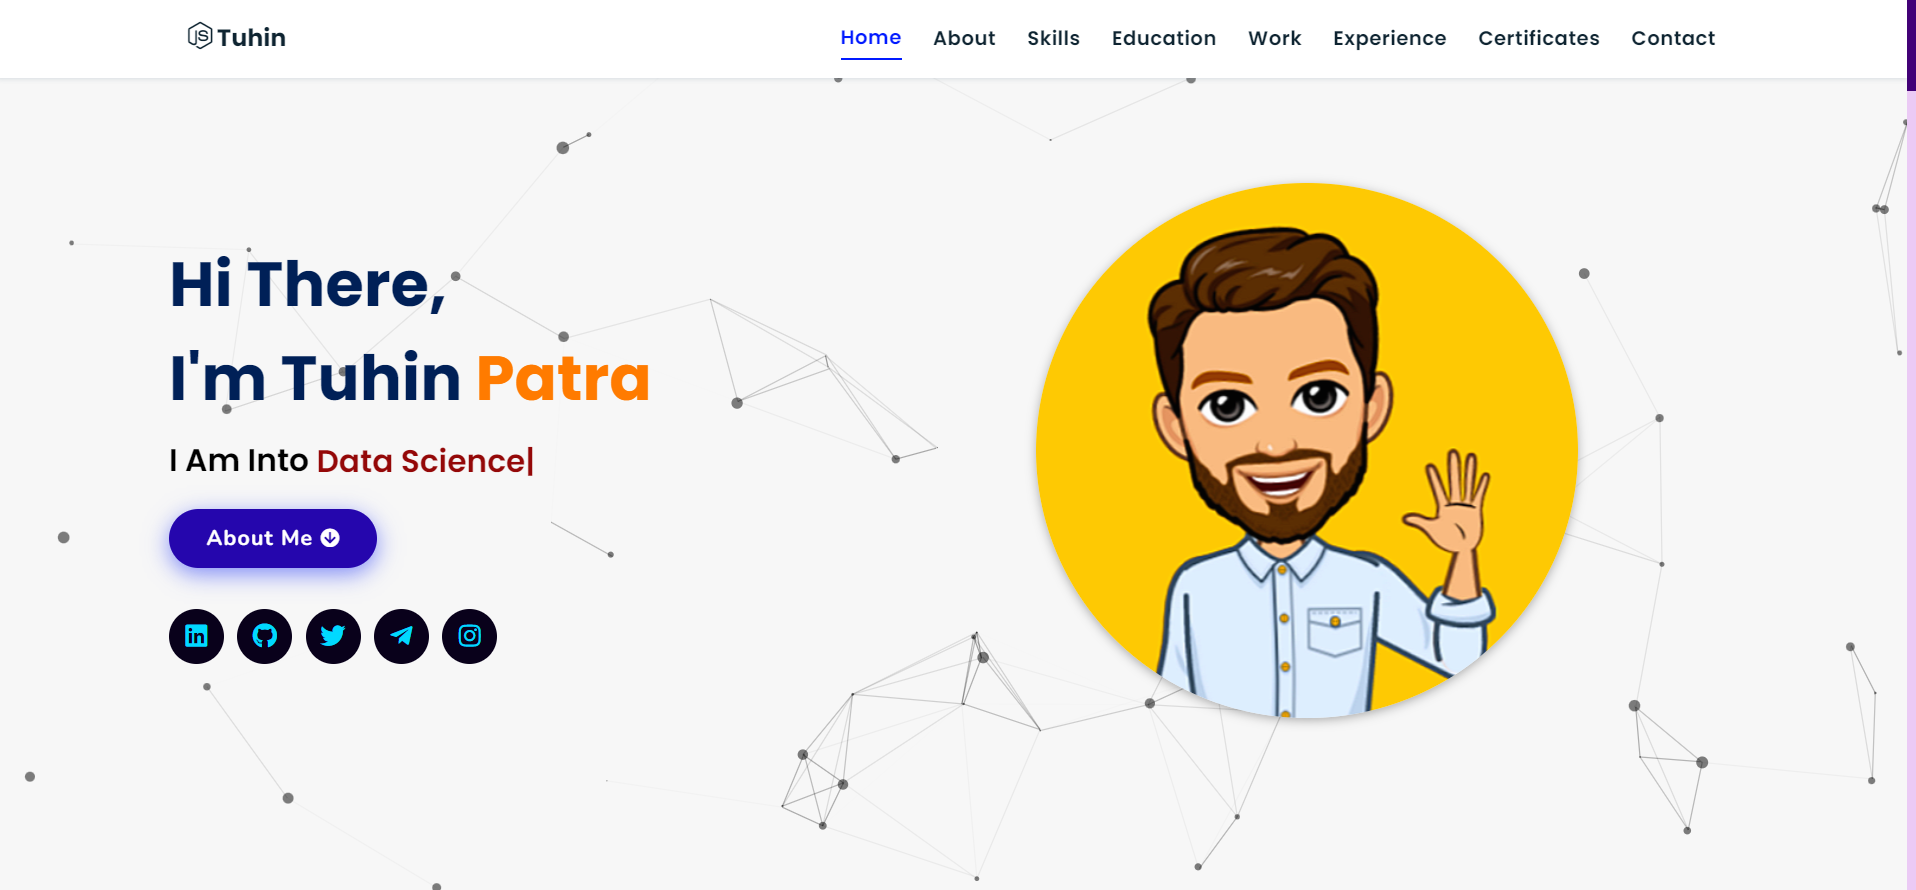 Tuhin
Home About Skills Education Work Experience Certificates Contact
Hi There,
I'm Tuhin Patra
I Am Into Data Science|
About Me